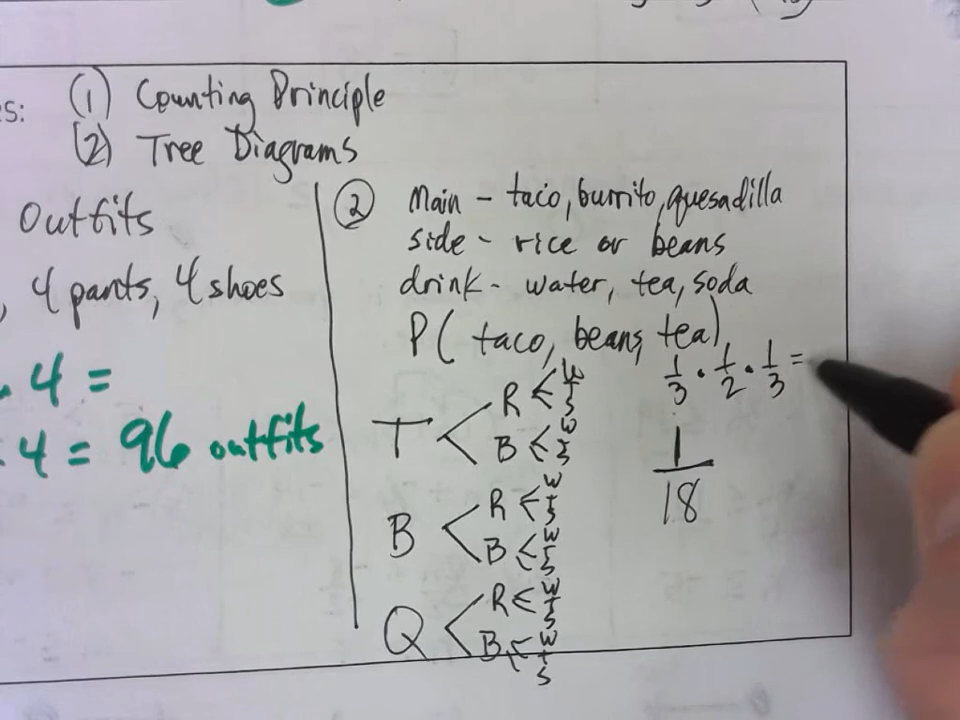 es:
(1) Counting Principle
(2) Tree Diagrams
Outfits
, 4 pants, 4 shoes
. 4 =
. 4 = 96 outfits
(2) Main - taco, burrito, quesadilla
side - rice or beans
drink - water, tea, soda
P( taco, beans, tea)
1/3 · 1/2 · 1/3 =
1/18
T < R < W T S
B < W T S
B < R < W T S
B < W T S
Q < R < W T S
B < W T S